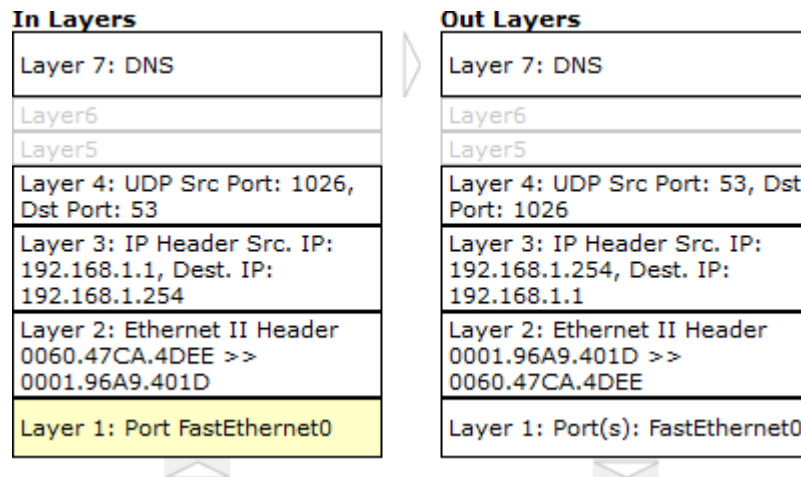 In Layers
Layer 7: DNS
Layer6
Layer5
Layer 4: UDP Src Port: 1026,
Dst Port: 53
Layer 3: IP Header Src. IP:
192.168.1.1, Dest. IP:
192.168.1.254
Layer 2: Ethernet II Header
0060.47CA.4DEE >>
0001.96A9.401D
Layer 1: Port FastEthernet0
Out Layers
Layer 7: DNS
Layer6
Layer5
Layer 4: UDP Src Port: 53, Dst
Port: 1026
Layer 3: IP Header Src. IP:
192.168.1.254, Dest. IP:
192.168.1.1
Layer 2: Ethernet II Header
0001.96A9.401D >>
0060.47CA.4DEE
Layer 1: Port(s): FastEthernet0